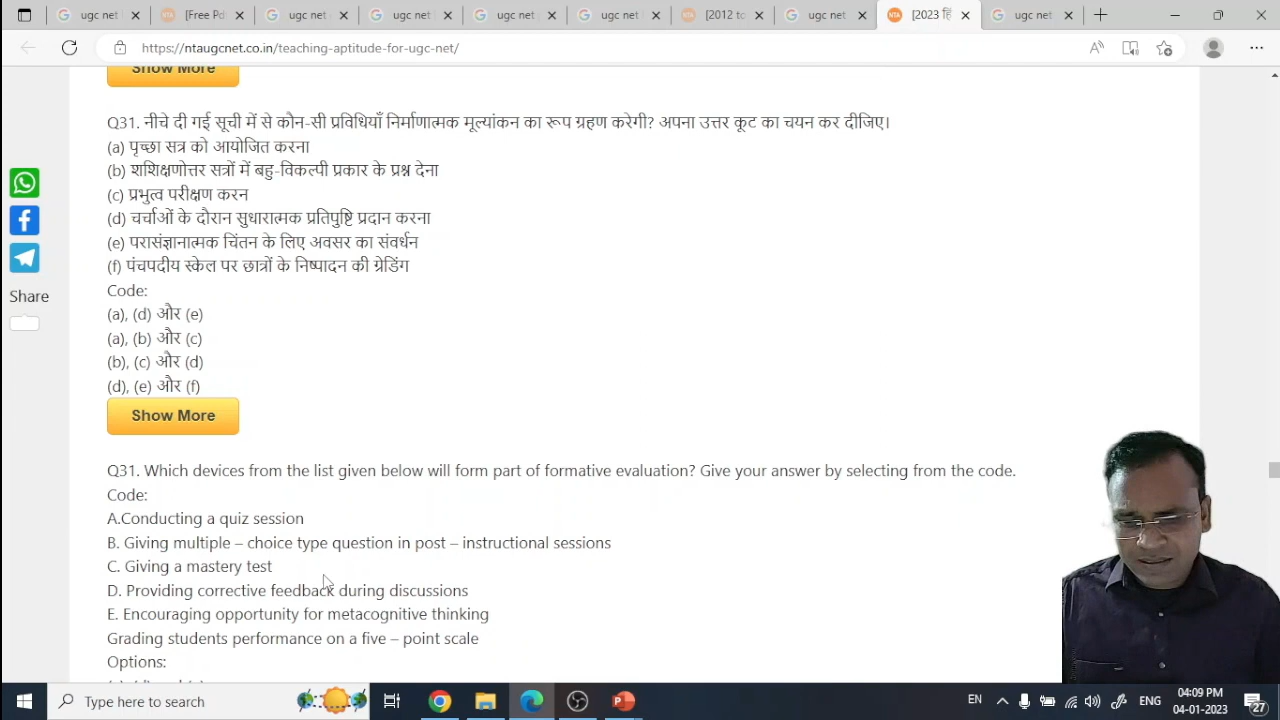 ugc net
[Free Pd
ugc net
ugc net
ugc net
ugc net
[2012 to
ugc net
[2023 हिं
ugc net
https://ntaugcnet.co.in/teaching-aptitude-for-ugc-net/
Show More
Q31. नीचे दी गई सूची में से कौन-सी प्रविधियाँ निर्माणात्मक मूल्यांकन का रूप ग्रहण करेगी? अपना उत्तर कूट का चयन कर दीजिए।
(a) पृच्छा सत्र को आयोजित करना
(b) शशिक्षणोत्तर सत्रों में बहु-विकल्पी प्रकार के प्रश्न देना
(c) प्रभुत्व परीक्षण करन
(d) चर्चाओं के दौरान सुधारात्मक प्रतिपुष्टि प्रदान करना
(e) परासंज्ञानात्मक चिंतन के लिए अवसर का संवर्धन
(f) पंचपदीय स्केल पर छात्रों के निष्पादन की ग्रेडिंग
Code:
(a), (d) और (e)
(a), (b) और (c)
(b), (c) और (d)
(d), (e) और (f)
Show More
Share
Q31. Which devices from the list given below will form part of formative evaluation? Give your answer by selecting from the code.
Code:
A.Conducting a quiz session
B. Giving multiple – choice type question in post – instructional sessions
C. Giving a mastery test
D. Providing corrective feedback during discussions
E. Encouraging opportunity for metacognitive thinking
Grading students performance on a five – point scale
Options:
Type here to search
EN
ENG
04:09 PM
04-01-2023
27